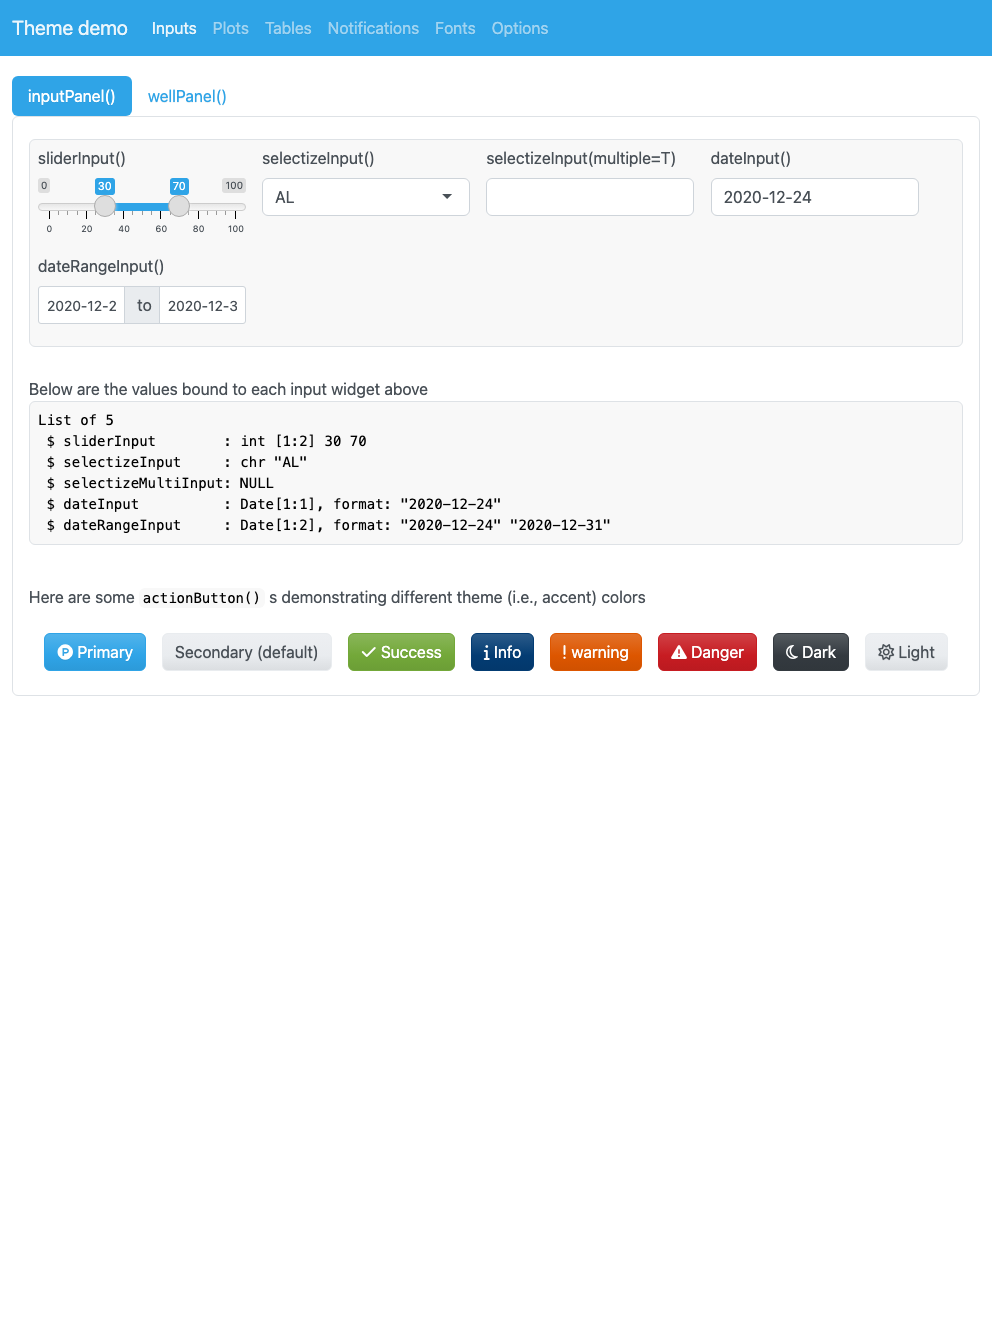 Theme demo Inputs Plots Tables Notifications Fonts Options
inputPanel() wellPanel()
sliderInput() selectizeInput() selectizeInput(multiple=T) dateInput()
0 30 70 100
AL 2020-12-24
0 20 40 60 80 100
dateRangeInput()
2020-12-2 to 2020-12-3
Below are the values bound to each input widget above
List of 5
$ sliderInput : int [1:2] 30 70
$ selectizeInput : chr "AL"
$ selectizeMultiInput: NULL
$ dateInput : Date[1:1], format: "2020-12-24"
$ dateRangeInput : Date[1:2], format: "2020-12-24" "2020-12-31"
Here are some actionButton() s demonstrating different theme (i.e., accent) colors
Primary Secondary (default) Success Info warning Danger Dark Light